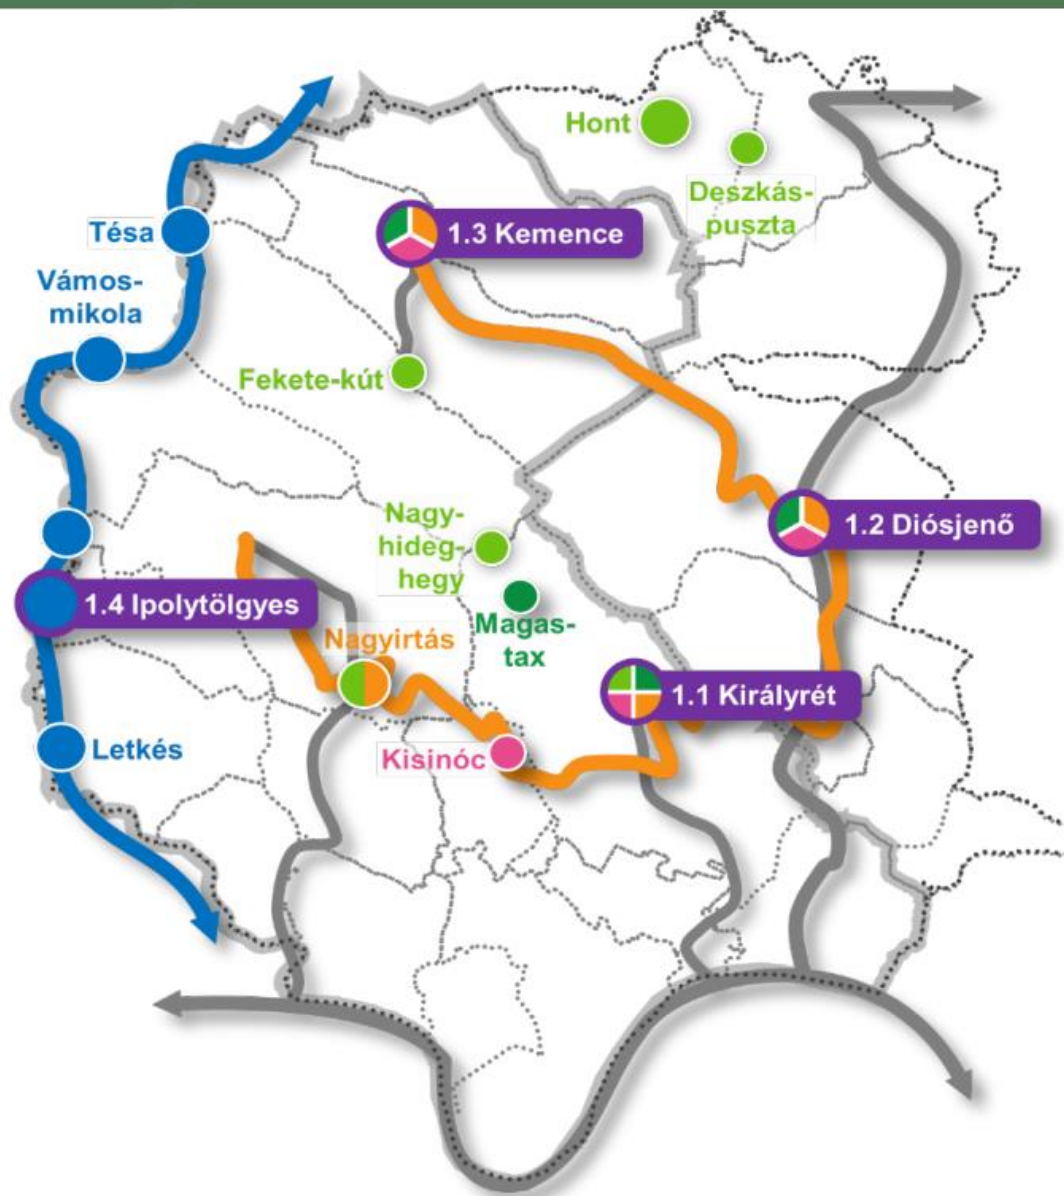 Hont
Deszkás-
puszta
Tésa
1.3 Kemence
Vámos-
mikola
Fekete-kút
Nagy-
hideg-
hegy
1.2 Diósjenő
1.4 Ipolytölgyes
Magas-
tax
Nagyirtás
1.1 Királyrét
Letkés
Kisinóc